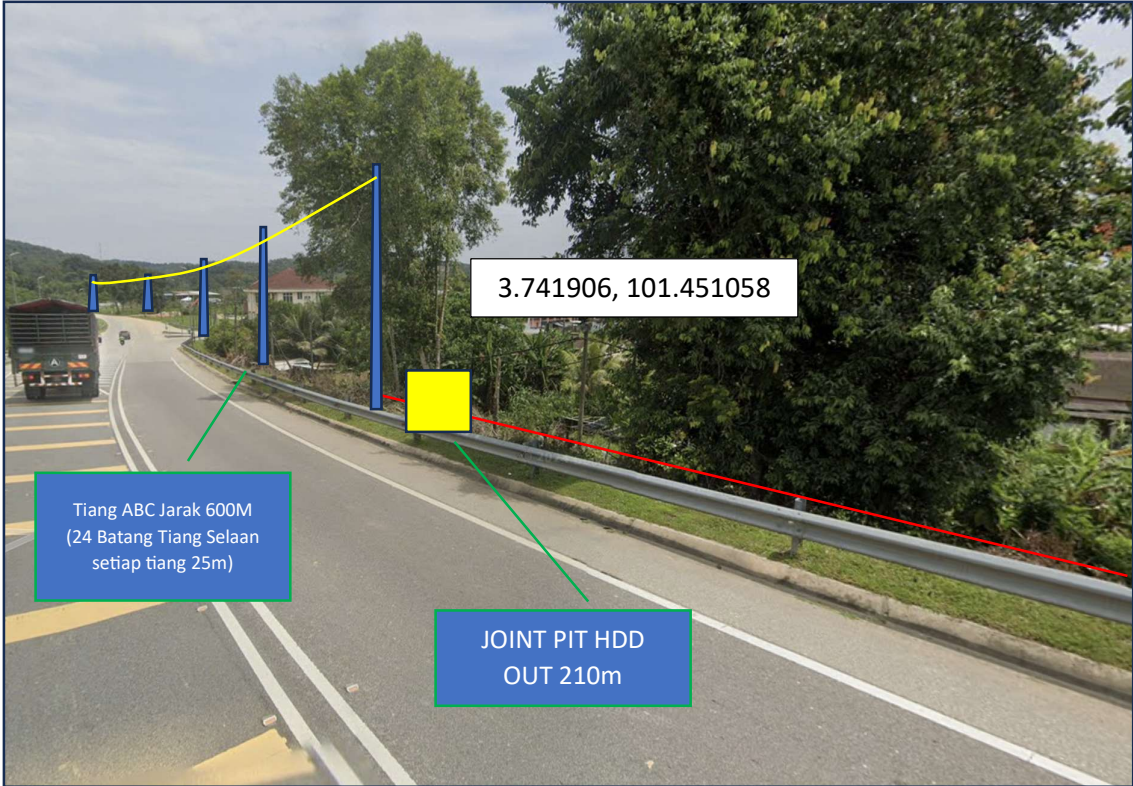 3.741906, 101.451058
A
Tiang ABC Jarak 600M
(24 Batang Tiang Selaan
setiap tiang 25m)
JOINT PIT HDD
OUT 210m